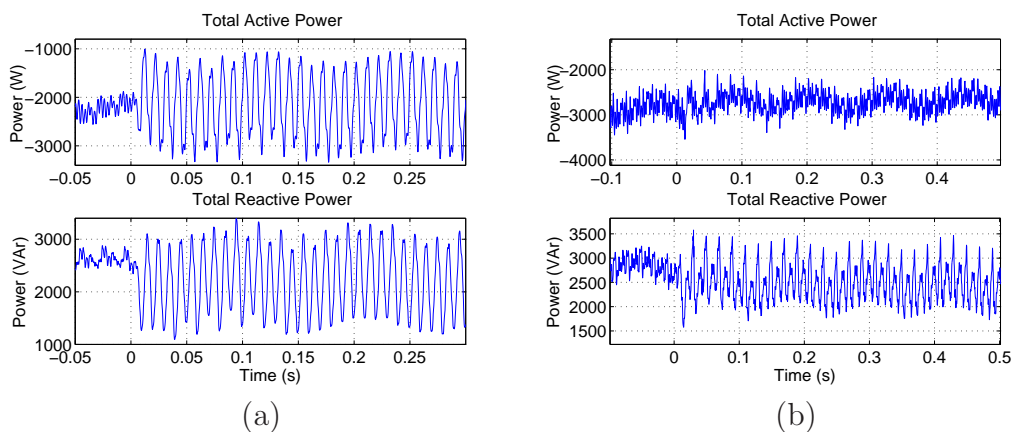 Total Active Power
−1000
−2000
−3000
Power (W)
−0.05 0 0.05 0.1 0.15 0.2 0.25
Total Reactive Power
3000
2000
1000
Power (VAr)
−0.05 0 0.05 0.1 0.15 0.2 0.25
Time (s)
(a)
Total Active Power
−2000
−3000
−4000
Power (W)
−0.1 0 0.1 0.2 0.3 0.4
Total Reactive Power
3500
3000
2500
2000
1500
Power (VAr)
0 0.1 0.2 0.3 0.4 0.5
Time (s)
(b)